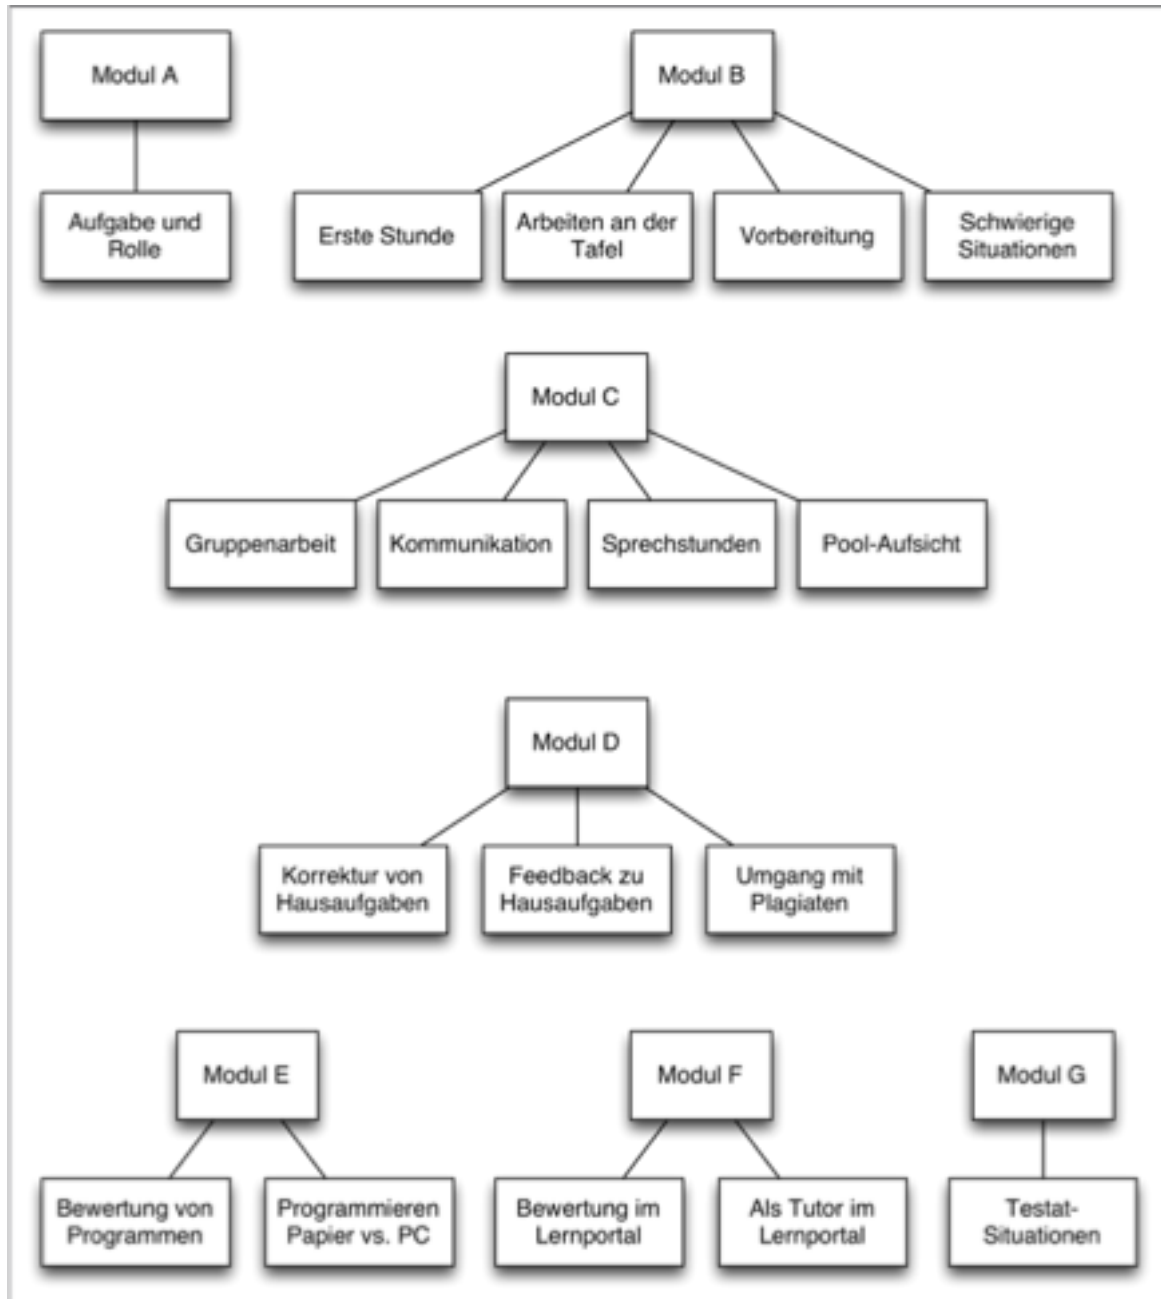 Modul A
Modul B
Aufgabe und
Rolle
Erste Stunde
Arbeiten an der
Tafel
Vorbereitung
Schwierige
Situationen
Modul C
Gruppenarbeit
Kommunikation
Sprechstunden
Pool-Aufsicht
Modul D
Korrektur von
Hausaufgaben
Feedback zu
Hausaufgaben
Umgang mit
Plagiaten
Modul E
Modul F
Modul G
Bewertung von
Programmen
Programmieren
Papier vs. PC
Bewertung im
Lernportal
Als Tutor im
Lernportal
Testat-
Situationen